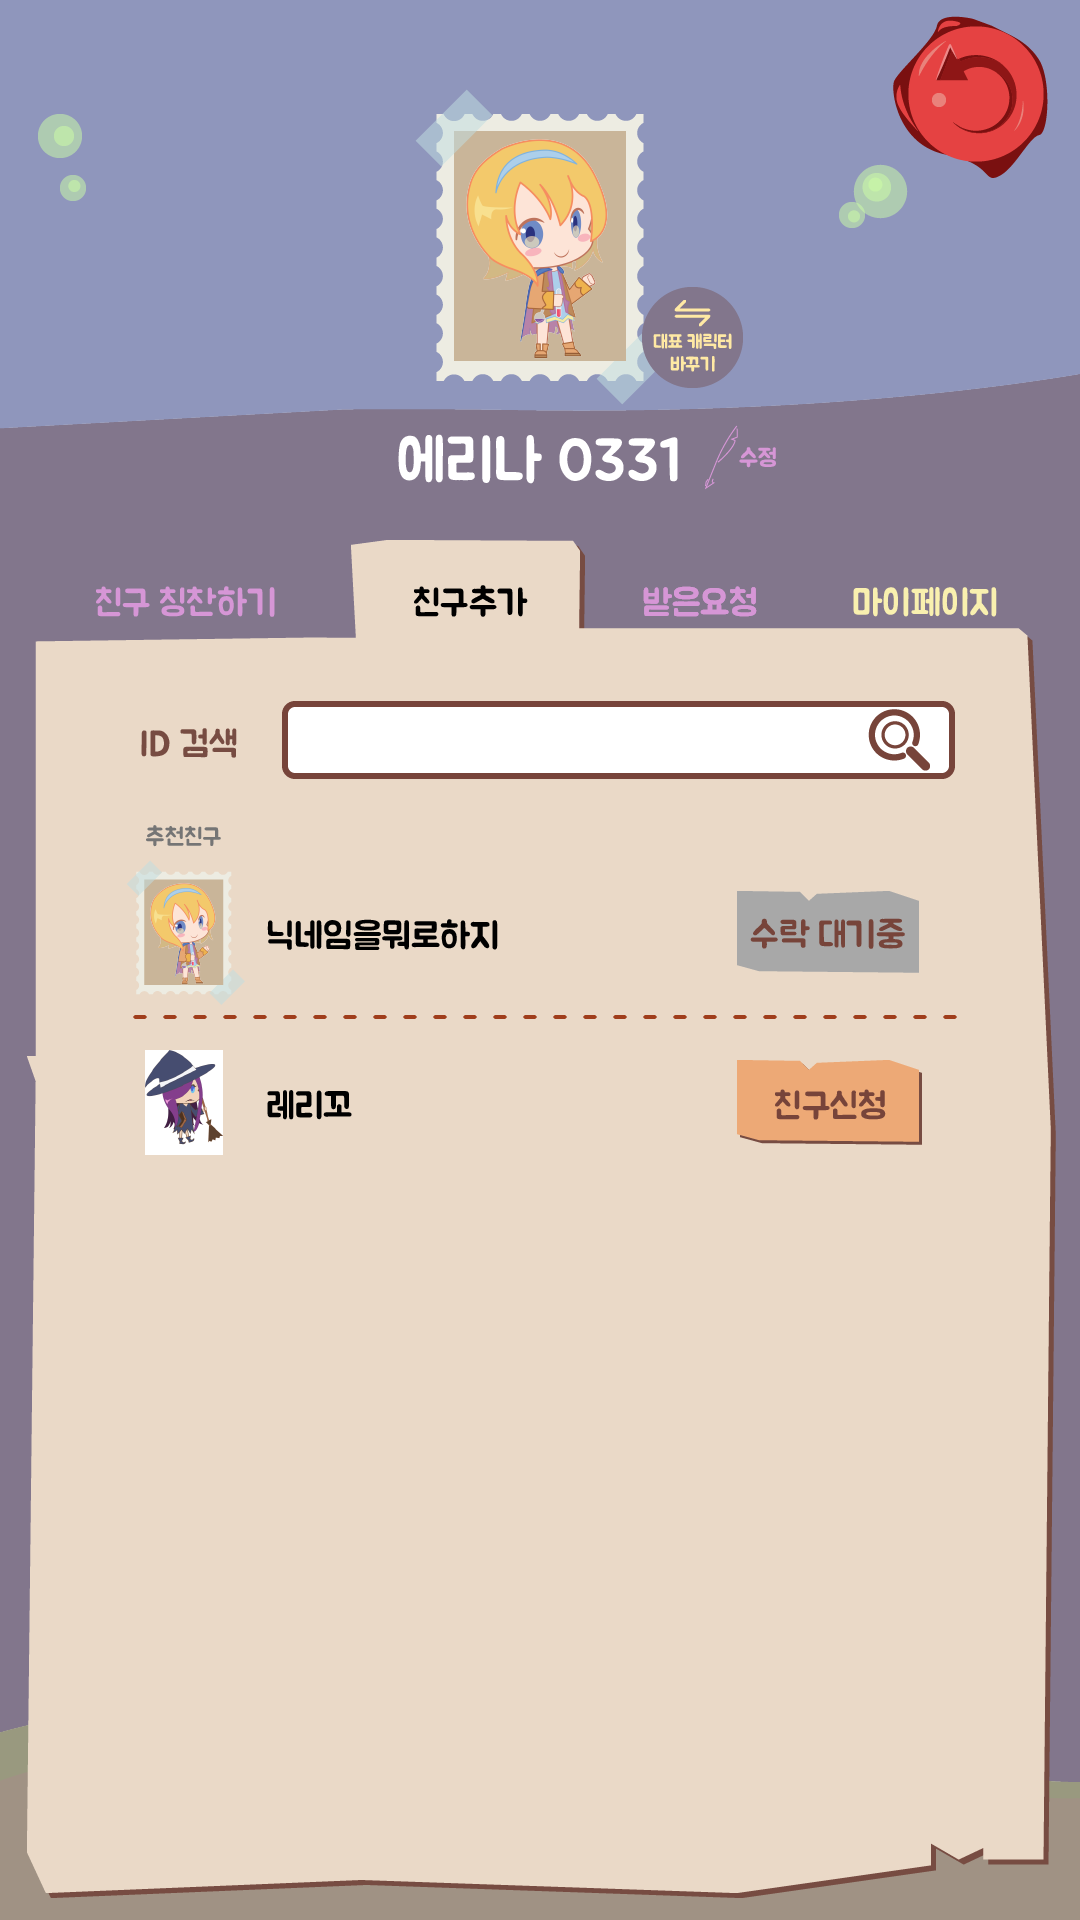 대표 캐릭터
바꾸기
에리나 0331
수정
친구 칭찬하기
친구추가
받은요청
마이페이지
ID 검색
추천친구
닉네임을뭐로하지
수락 대기중
레리꼬
친구신청